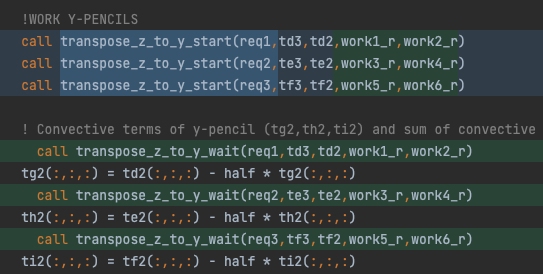 !WORK Y-PENCILS
call transpose_z_to_y_start(req1,td3,td2,work1_r,work2_r)
call transpose_z_to_y_start(req2,te3,te2,work3_r,work4_r)
call transpose_z_to_y_start(req3,tf3,tf2,work5_r,work6_r)
! Convective terms of y-pencil (tg2,th2,ti2) and sum of convective
call transpose_z_to_y_wait(req1,td3,td2,work1_r,work2_r)
tg2(:,:,:) = td2(:,:,:) - half * tg2(:,:,:)
call transpose_z_to_y_wait(req2,te3,te2,work3_r,work4_r)
th2(:,:,:) = te2(:,:,:) - half * th2(:,:,:)
call transpose_z_to_y_wait(req3,tf3,tf2,work5_r,work6_r)
ti2(:,:,:) = tf2(:,:,:) - half * ti2(:,:,:)